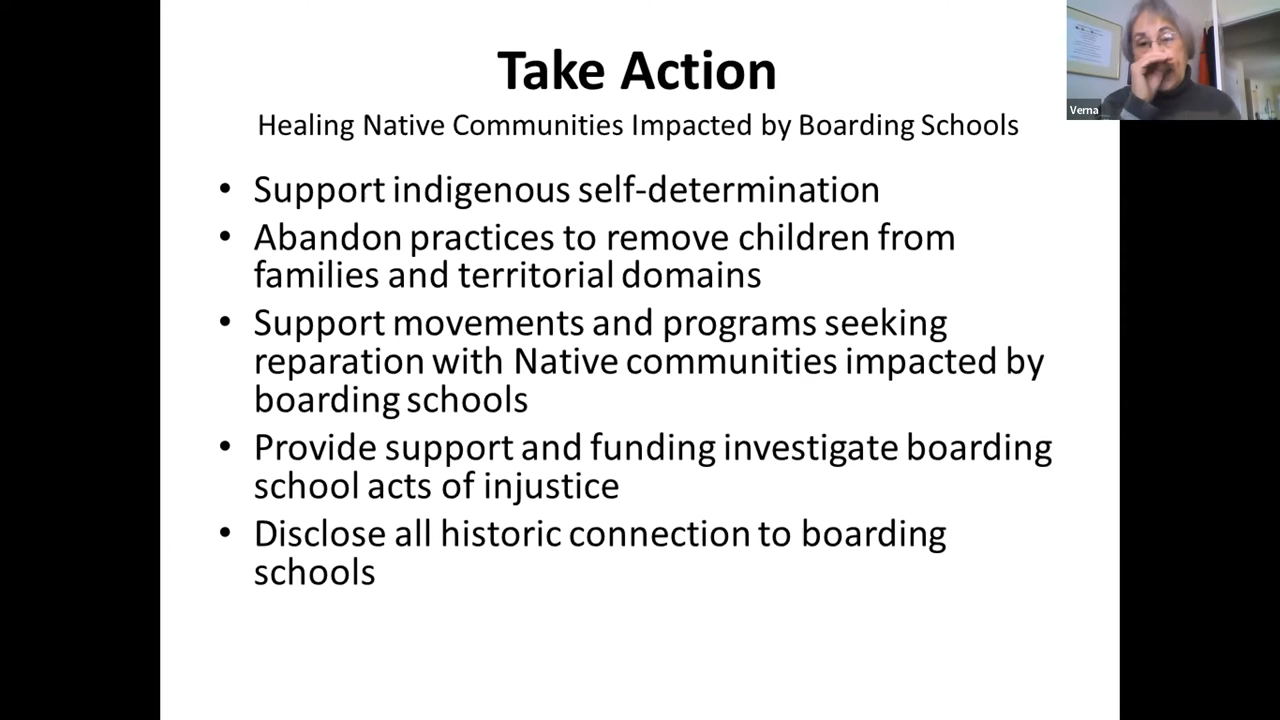 Take Action
Healing Native Communities Impacted by Boarding Schools
• Support indigenous self-determination
• Abandon practices to remove children from
families and territorial domains
• Support movements and programs seeking
reparation with Native communities impacted by
boarding schools
• Provide support and funding investigate boarding
school acts of injustice
• Disclose all historic connection to boarding
schools
Verna